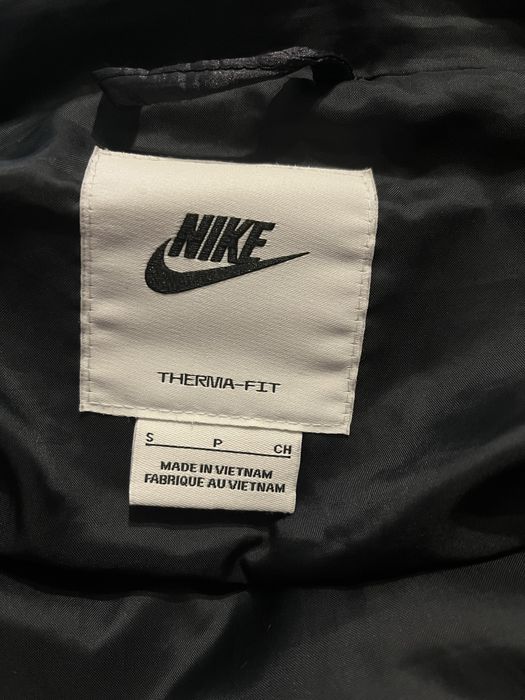 NIKE
THERMA-FIT
S P CH
MADE IN VIETNAM
FABRIQUE AU VIETNAM